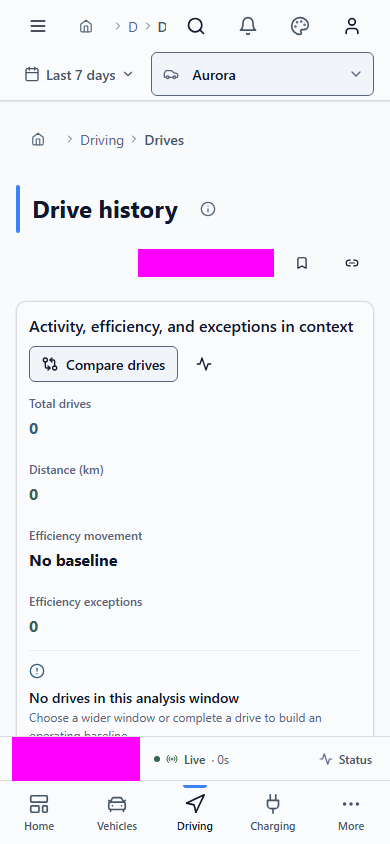 D D
Last 7 days Aurora
Driving Drives
Drive history
Activity, efficiency, and exceptions in context
Compare drives
Total drives
0
Distance (km)
0
Efficiency movement
No baseline
Efficiency exceptions
0
No drives in this analysis window
Choose a wider window or complete a drive to build an
operating baseline
Live · 0s Status
Home Vehicles Driving Charging More